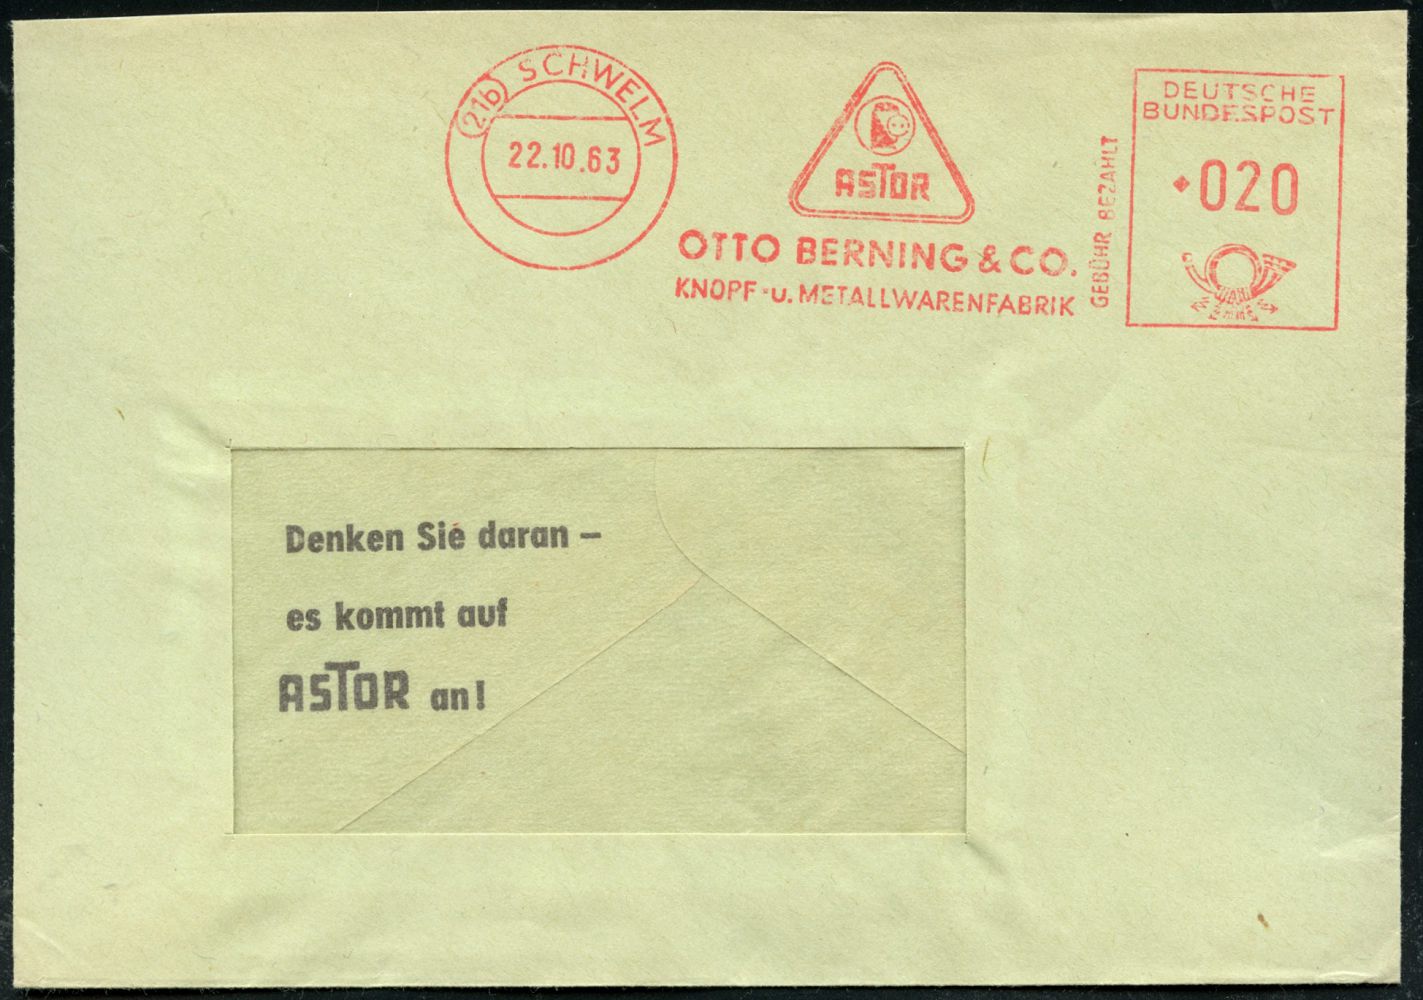 (21b) SCHWELM
22.10.63
ASTOR
OTTO BERNING & CO.
KNOPF- u. METALLWARENFABRIK
GEBÜHR BEZAHLT
DEUTSCHE
BUNDESPOST
020
Denken Sie daran –
es kommt auf
ASTOR an!